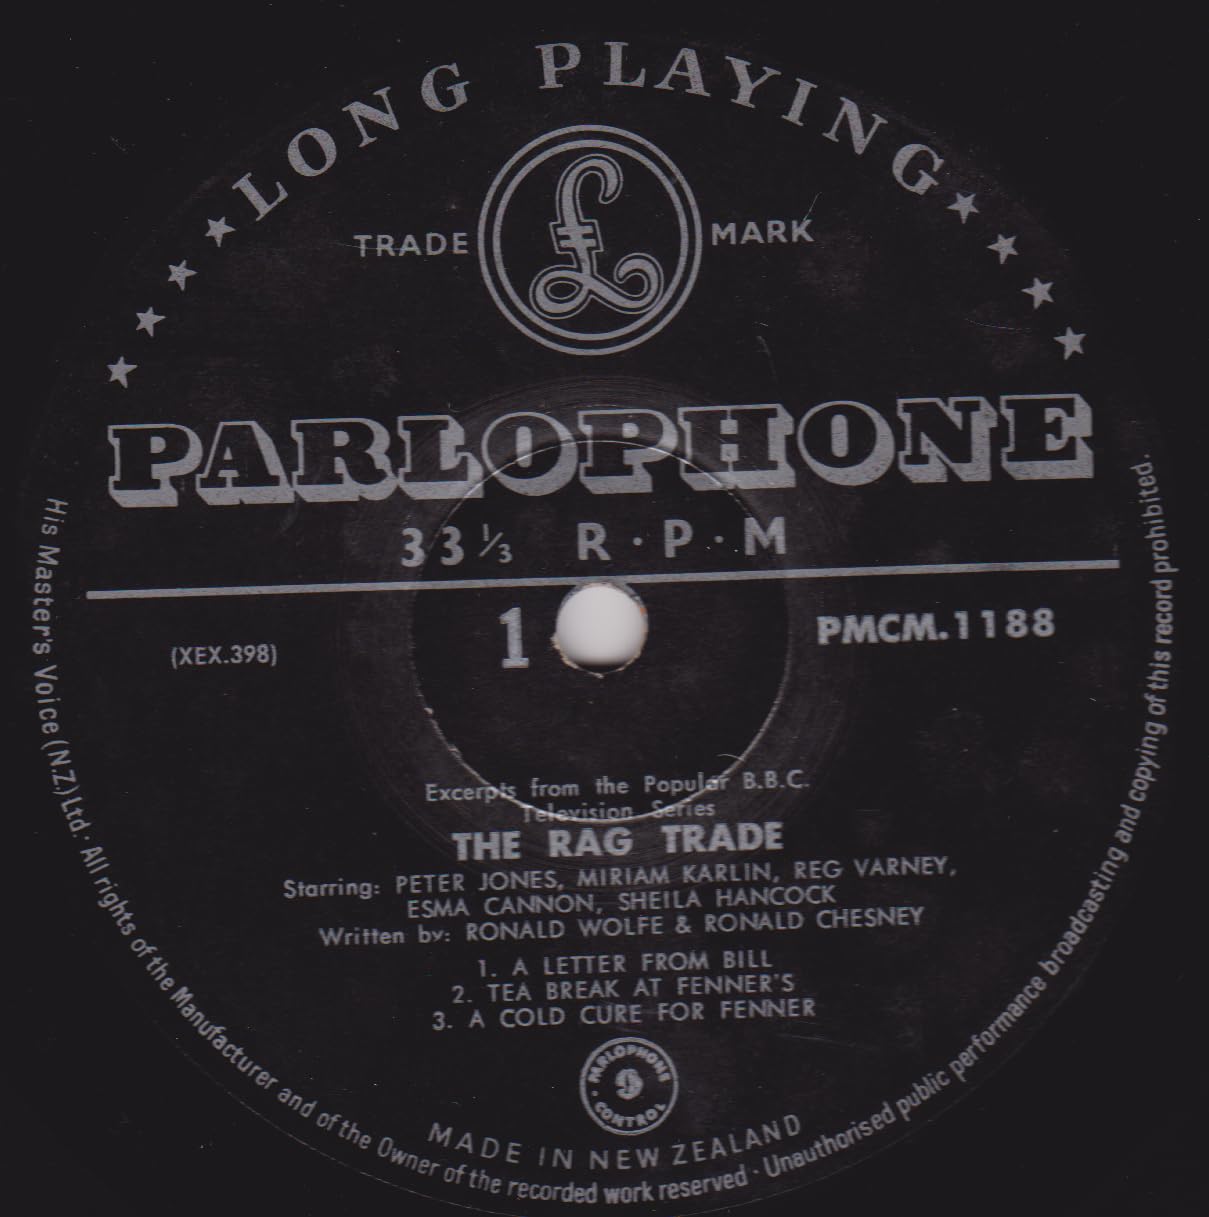 LONG PLAYING
TRADE £ MARK
PARLOPHONE
33 1/3 R·P·M
1
(XEX.398)
PMCM.1188
Excerpts from the Popular B.B.C.
Television Series
THE RAG TRADE
Starring: PETER JONES, MIRIAM KARLIN, REG VARNEY,
ESMA CANNON, SHEILA HANCOCK
Written by: RONALD WOLFE & RONALD CHESNEY
1. A LETTER FROM BILL
2. TEA BREAK AT FENNER'S
3. A COLD CURE FOR FENNER
PARLOPHONE
CONTROL
MADE IN NEW ZEALAND
His Master's Voice (N.Z.) Ltd · All rights of the Manufacturer and of the Owner of the recorded work reserved · Unauthorised public performance broadcasting and copying of this record prohibited.